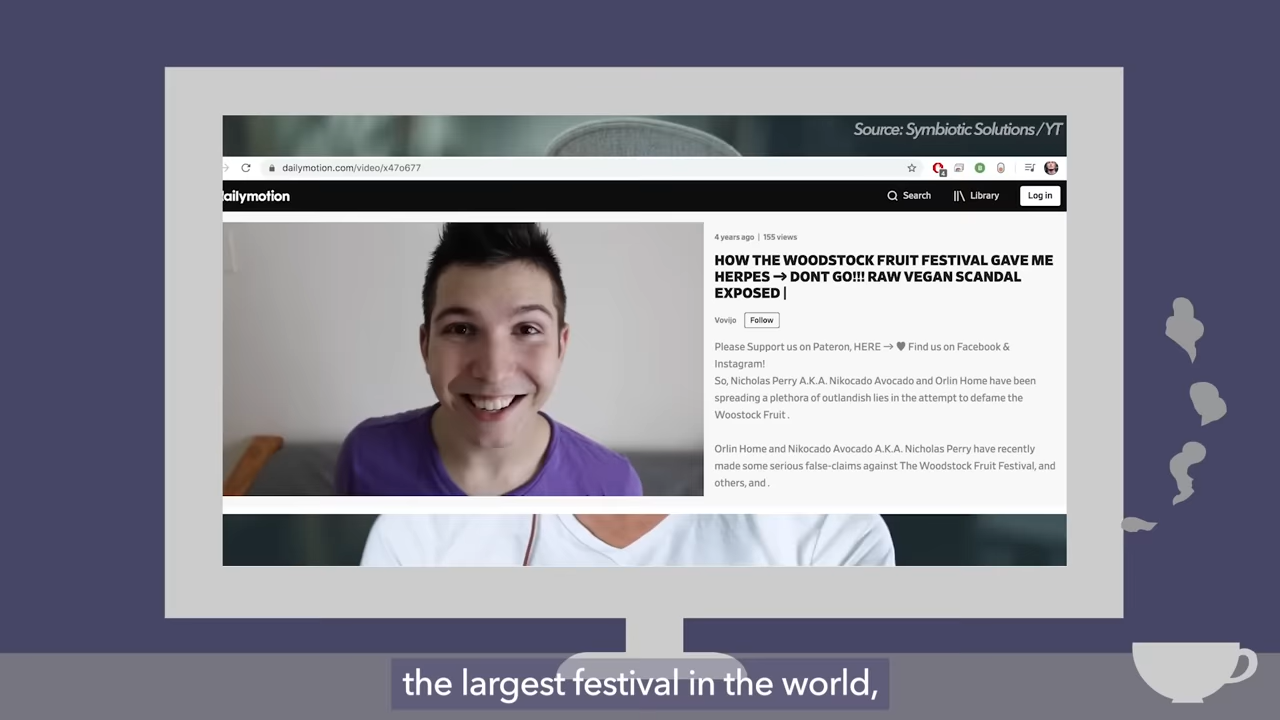 Source: Symbiotic Solutions / YT
dailymotion.com/video/x47o677
4
ailymotion
Search
Library
Log in
4 years ago | 155 views
HOW THE WOODSTOCK FRUIT FESTIVAL GAVE ME
HERPES → DONT GO!!! RAW VEGAN SCANDAL
EXPOSED |
Vovijo
Follow
Please Support us on Pateron, HERE → ♥ Find us on Facebook &
Instagram!
So, Nicholas Perry A.K.A. Nikocado Avocado and Orlin Home have been
spreading a plethora of outlandish lies in the attempt to defame the
Woostock Fruit .
Orlin Home and Nikocado Avocado A.K.A. Nicholas Perry have recently
made some serious false-claims against The Woodstock Fruit Festival, and
others, and .
the largest festival in the world,